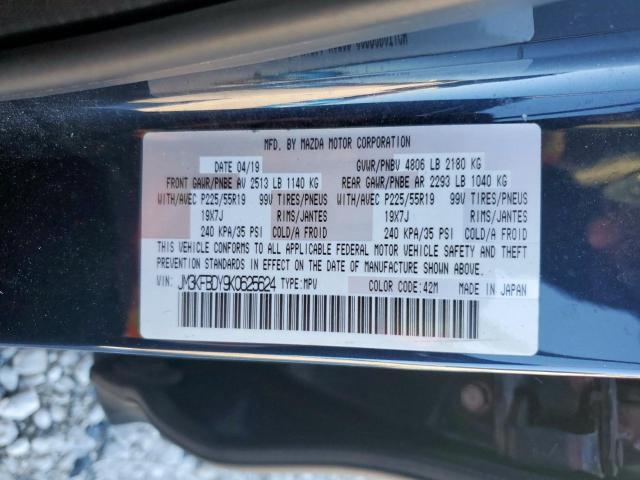 MFD. BY MAZDA MOTOR CORPORATION
DATE 04/19 GVWR/PNBV 4806 LB 2180 KG
FRONT GAWR/PNBE AV 2513 LB 1140 KG REAR GAWR/PNBE AR 2293 LB 1040 KG
WITH/AVEC P225/55R19 99V TIRES/PNEUS WITH/AVEC P225/55R19 99V TIRES/PNEUS
19X7J RIMS/JANTES 19X7J RIMS/JANTES
240 KPA/35 PSI COLD/A FROID 240 KPA/35 PSI COLD/A FROID
THIS VEHICLE CONFORMS TO ALL APPLICABLE FEDERAL MOTOR VEHICLE SAFETY AND THEFT
PREVENTION STANDARDS IN EFFECT ON THE DATE OF MANUFACTURE SHOWN ABOVE.
VIN: JM3KFBDY9K0625624 TYPE: MPV COLOR CODE: 42M MADE IN JAPAN